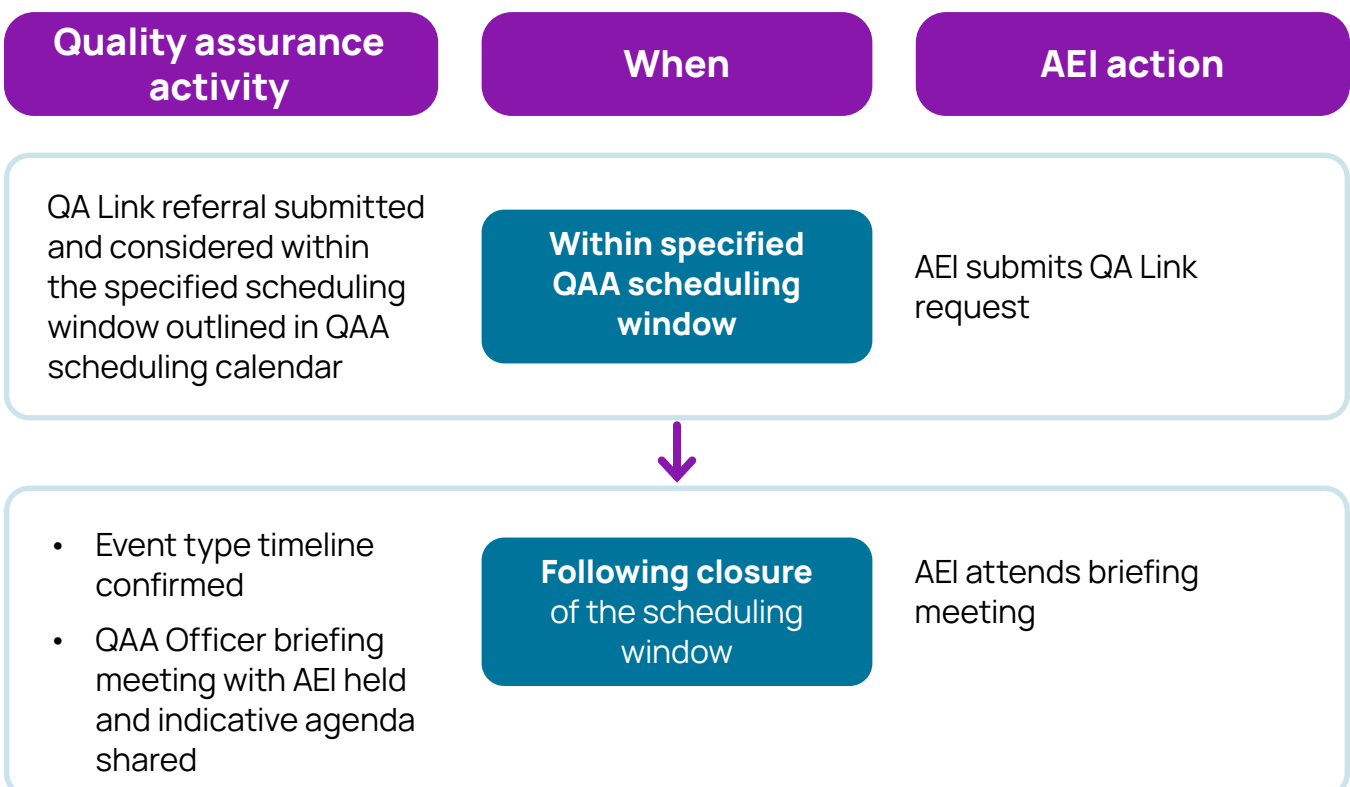 Quality assurance
activity
When
AEI action
QA Link referral submitted
and considered within
the specified scheduling
window outlined in QAA
scheduling calendar
Within specified
QAA scheduling
window
AEI submits QA Link
request
• Event type timeline
confirmed
• QAA Officer briefing
meeting with AEI held
and indicative agenda
shared
Following closure
of the scheduling
window
AEI attends briefing
meeting